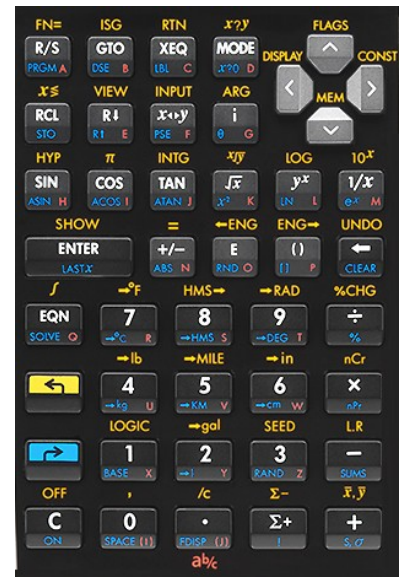 FN= ISG RTN x?y FLAGS
R/S GTO XEQ MODE DISPLAY CONST
PRGM A DSE B LBL C x?0 D
x≶ VIEW INPUT ARG MEM
RCL R↓ x↔y i
STO R↑ E PSE F θ G
HYP π INTG x√y LOG 10^x
SIN COS TAN √x y^x 1/x
ASIN H ACOS I ATAN J x² K LN L e^x M
SHOW = ←ENG ENG→ UNDO
ENTER +/− E () ←
LASTx ABS N RND O [] P CLEAR
∫ →°F HMS→ →RAD %CHG
EQN 7 8 9 ÷
SOLVE Q →°C R →HMS S →DEG T %
→lb →MILE →in nCr
4 5 6 ×
→kg U →KM V →cm W nPr
LOGIC →gal SEED L.R
1 2 3 −
BASE X →l Y RAND Z SUMS
OFF , /c Σ− x̄,ȳ
C 0 · Σ+ +
ON SPACE (I) FDISP (J) ! S,σ
ab/c